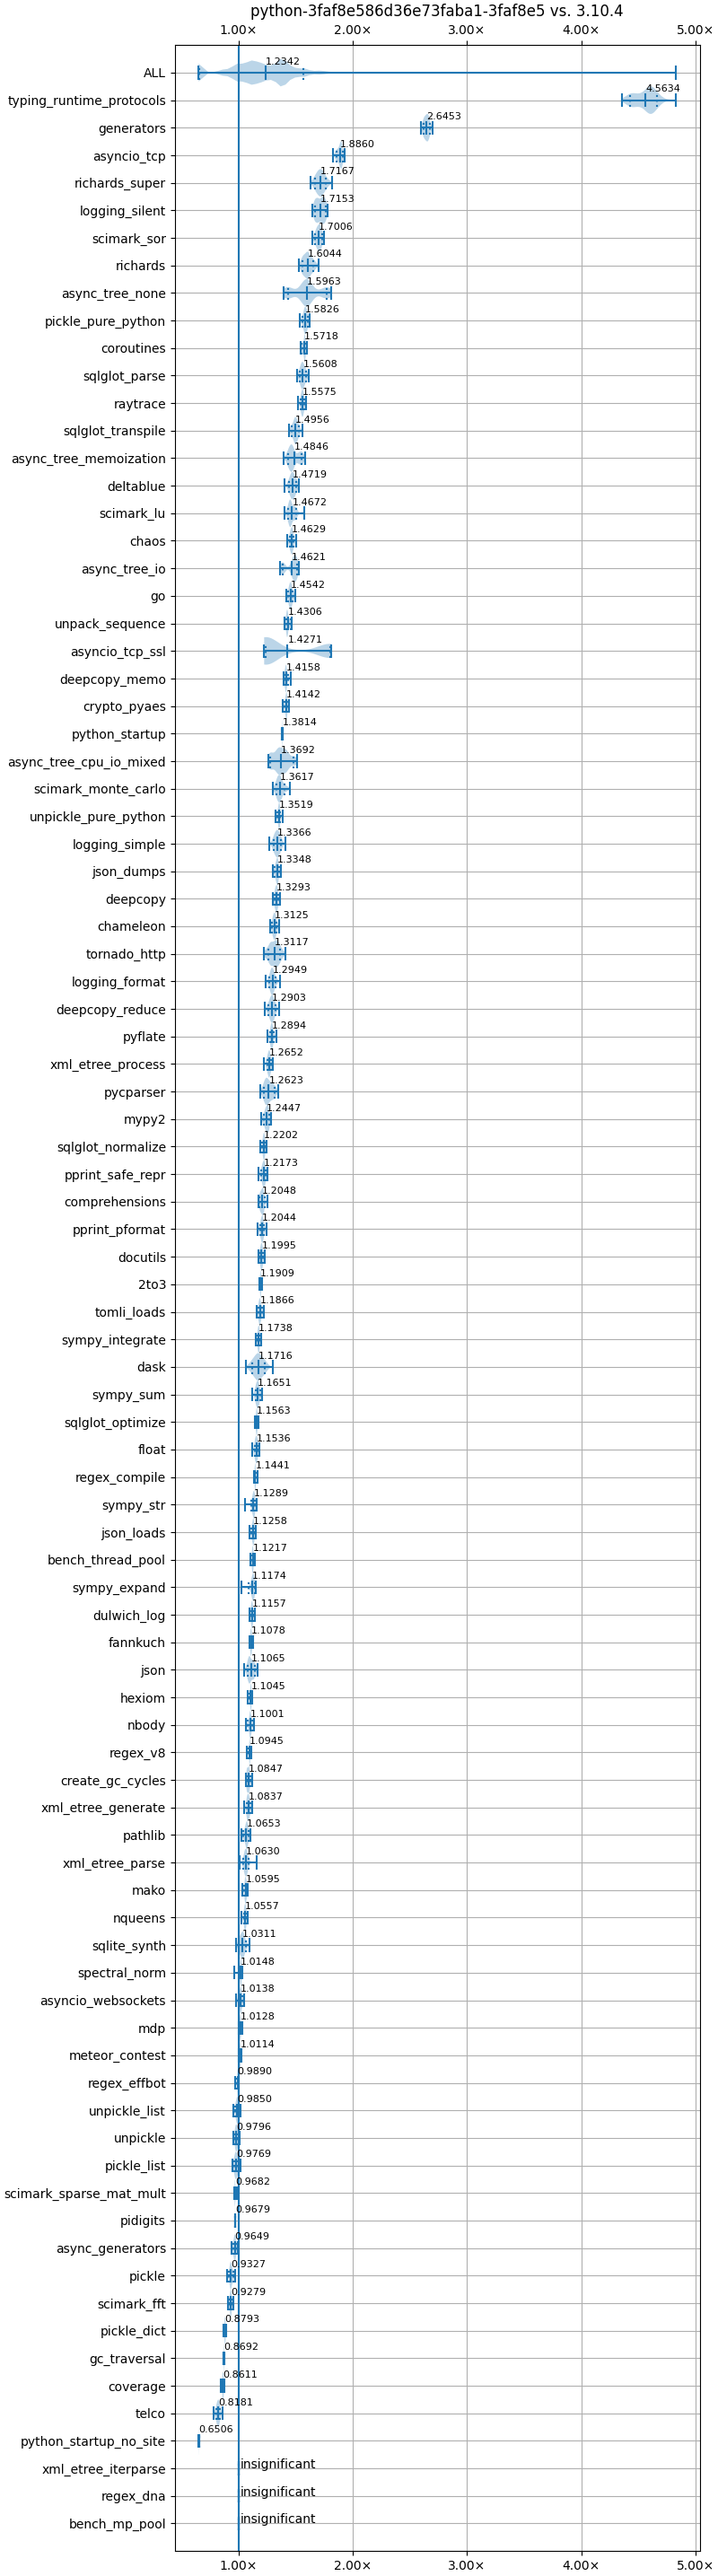 python-3faf8e586d36e73faba1-3faf8e5 vs. 3.10.4
1.00× 2.00× 3.00× 4.00× 5.00×
ALL 1.2342
typing_runtime_protocols 4.5634
generators 2.6453
asyncio_tcp 1.8860
richards_super 1.7167
logging_silent 1.7153
scimark_sor 1.7006
richards 1.6044
async_tree_none 1.5963
pickle_pure_python 1.5826
coroutines 1.5718
sqlglot_parse 1.5608
raytrace 1.5575
sqlglot_transpile 1.4956
async_tree_memoization 1.4846
deltablue 1.4719
scimark_lu 1.4672
chaos 1.4629
async_tree_io 1.4621
go 1.4542
unpack_sequence 1.4306
asyncio_tcp_ssl 1.4271
deepcopy_memo 1.4158
crypto_pyaes 1.4142
python_startup 1.3814
async_tree_cpu_io_mixed 1.3692
scimark_monte_carlo 1.3617
unpickle_pure_python 1.3519
logging_simple 1.3366
json_dumps 1.3348
deepcopy 1.3293
chameleon 1.3125
tornado_http 1.3117
logging_format 1.2949
deepcopy_reduce 1.2903
pyflate 1.2894
xml_etree_process 1.2652
pycparser 1.2623
mypy2 1.2447
sqlglot_normalize 1.2202
pprint_safe_repr 1.2173
comprehensions 1.2048
pprint_pformat 1.2044
docutils 1.1995
2to3 1.1909
tomli_loads 1.1866
sympy_integrate 1.1738
dask 1.1716
sympy_sum 1.1651
sqlglot_optimize 1.1563
float 1.1536
regex_compile 1.1441
sympy_str 1.1289
json_loads 1.1258
bench_thread_pool 1.1217
sympy_expand 1.1174
dulwich_log 1.1157
fannkuch 1.1078
json 1.1065
hexiom 1.1045
nbody 1.1001
regex_v8 1.0945
create_gc_cycles 1.0847
xml_etree_generate 1.0837
pathlib 1.0653
xml_etree_parse 1.0630
mako 1.0595
nqueens 1.0557
sqlite_synth 1.0311
spectral_norm 1.0148
asyncio_websockets 1.0138
mdp 1.0128
meteor_contest 1.0114
regex_effbot 0.9890
unpickle_list 0.9850
unpickle 0.9796
pickle_list 0.9769
scimark_sparse_mat_mult 0.9682
pidigits 0.9679
async_generators 0.9649
pickle 0.9327
scimark_fft 0.9279
pickle_dict 0.8793
gc_traversal 0.8692
coverage 0.8611
telco 0.8181
python_startup_no_site 0.6506
xml_etree_iterparse insignificant
regex_dna insignificant
bench_mp_pool insignificant
1.00× 2.00× 3.00× 4.00× 5.00×